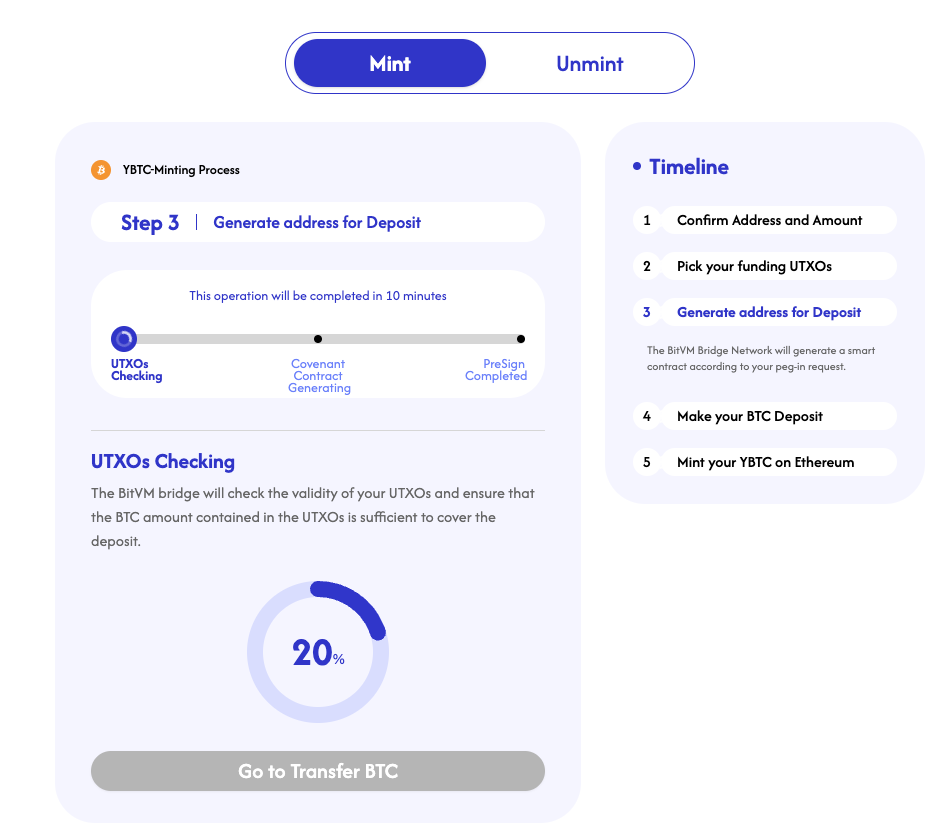 Mint
Unmint
YBTC-Minting Process
Step 3
Generate address for Deposit
This operation will be completed in 10 minutes
UTXOs
Checking
Covenant
Contract
Generating
PreSign
Completed
UTXOs Checking
The BitVM bridge will check the validity of your UTXOs and ensure that
the BTC amount contained in the UTXOs is sufficient to cover the
deposit.
20%
Go to Transfer BTC
Timeline
1 Confirm Address and Amount
2 Pick your funding UTXOs
3 Generate address for Deposit
The BitVM Bridge Network will generate a smart
contract according to your peg-in request.
4 Make your BTC Deposit
5 Mint your YBTC on Ethereum